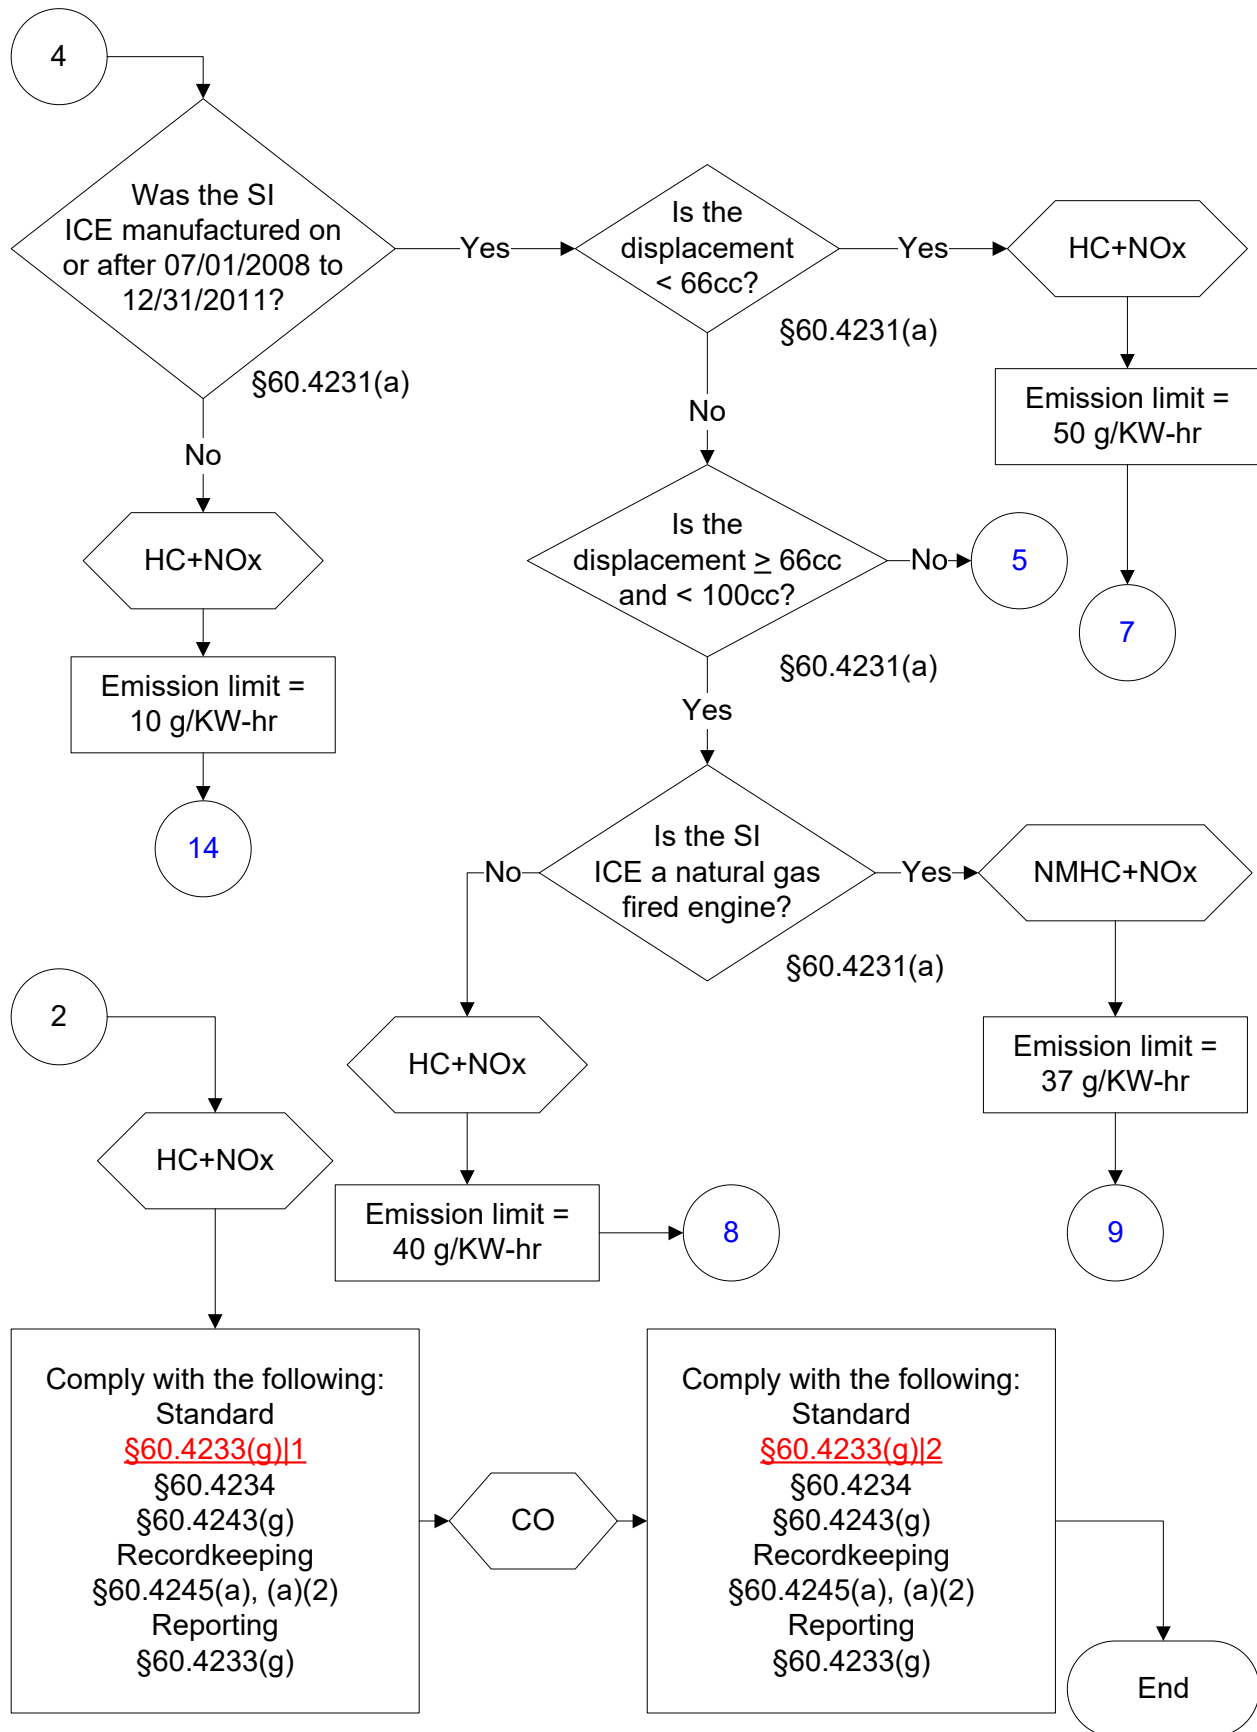 4
Was the SI
ICE manufactured on
or after 07/01/2008 to
12/31/2011?
§60.4231(a)
Yes
Is the
displacement
< 66cc?
§60.4231(a)
Yes
HC+NOx
Emission limit =
50 g/KW-hr
7
No
HC+NOx
Emission limit =
10 g/KW-hr
14
No
Is the
displacement ≥ 66cc
and < 100cc?
§60.4231(a)
No
5
Yes
Is the SI
ICE a natural gas
fired engine?
§60.4231(a)
No
Yes
NMHC+NOx
Emission limit =
37 g/KW-hr
9
HC+NOx
Emission limit =
40 g/KW-hr
8
2
HC+NOx
Comply with the following:
Standard
§60.4233(g)|1
§60.4234
§60.4243(g)
Recordkeeping
§60.4245(a), (a)(2)
Reporting
§60.4233(g)
CO
Comply with the following:
Standard
§60.4233(g)|2
§60.4234
§60.4243(g)
Recordkeeping
§60.4245(a), (a)(2)
Reporting
§60.4233(g)
End